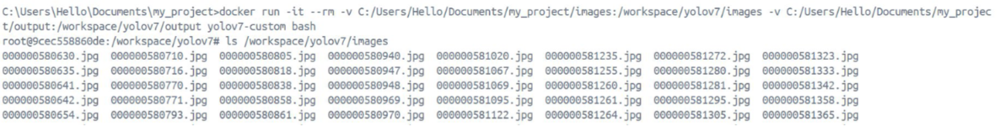 C:\Users\Hello\Documents\my_project>docker run -it --rm -v C:/Users/Hello/Documents/my_project/images:/workspace/yolov7/images -v C:/Users/Hello/Documents/my_projec
t/output:/workspace/yolov7/output yolov7-custom bash
root@9cec558860de:/workspace/yolov7# ls /workspace/yolov7/images
000000580630.jpg 000000580710.jpg 000000580805.jpg 000000580940.jpg 000000581020.jpg 000000581235.jpg 000000581272.jpg 000000581323.jpg
000000580635.jpg 000000580716.jpg 000000580818.jpg 000000580947.jpg 000000581067.jpg 000000581255.jpg 000000581280.jpg 000000581333.jpg
000000580641.jpg 000000580770.jpg 000000580838.jpg 000000580948.jpg 000000581069.jpg 000000581260.jpg 000000581281.jpg 000000581342.jpg
000000580642.jpg 000000580771.jpg 000000580858.jpg 000000580969.jpg 000000581095.jpg 000000581261.jpg 000000581295.jpg 000000581358.jpg
000000580654.jpg 000000580793.jpg 000000580861.jpg 000000580970.jpg 000000581122.jpg 000000581264.jpg 000000581305.jpg 000000581365.jpg